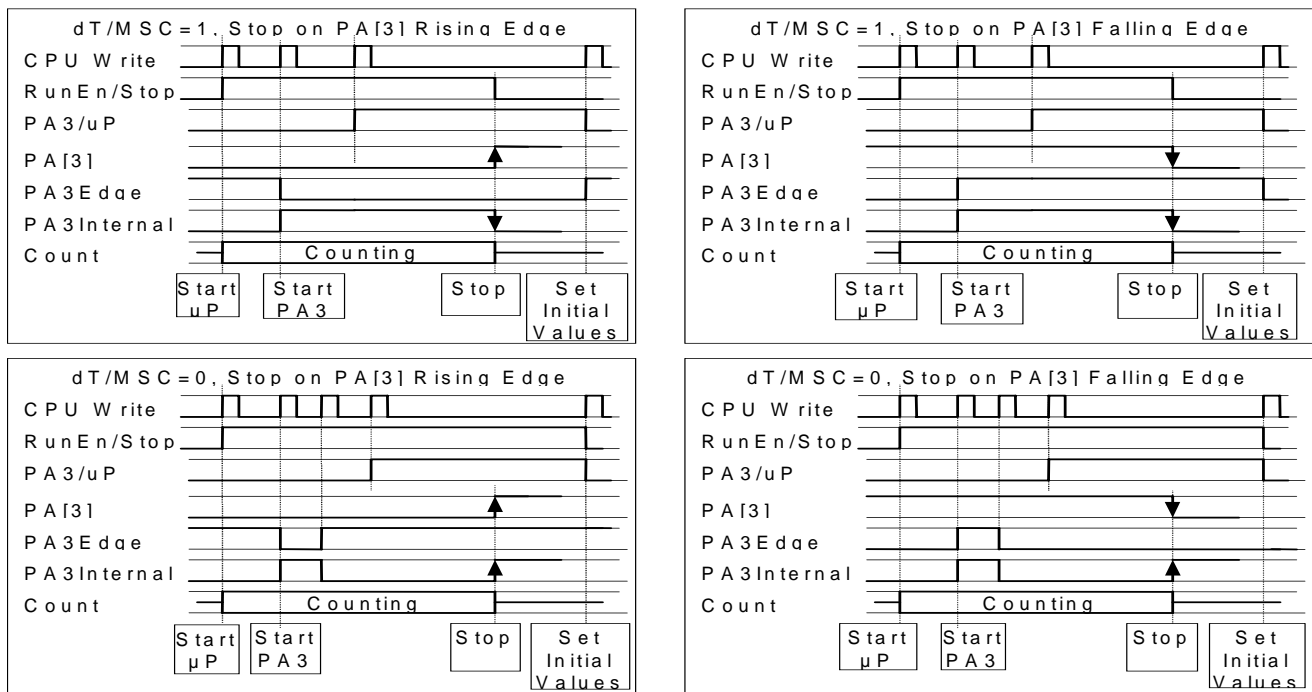 dT/MSC=1, Stop on PA[3] Rising Edge
CPU Write
RunEn/Stop
PA3/uP
PA[3]
PA3Edge
PA3Internal
Count
Counting
Start
µP
Start
PA3
Stop
Set
Initial
Values
dT/MSC=1, Stop on PA[3] Falling Edge
CPU Write
RunEn/Stop
PA3/uP
PA[3]
PA3Edge
PA3Internal
Count
Counting
Start
µP
Start
PA3
Stop
Set
Initial
Values
dT/MSC=0, Stop on PA[3] Rising Edge
CPU Write
RunEn/Stop
PA3/uP
PA[3]
PA3Edge
PA3Internal
Count
Counting
Start
µP
Start
PA3
Stop
Set
Initial
Values
dT/MSC=0, Stop on PA[3] Falling Edge
CPU Write
RunEn/Stop
PA3/uP
PA[3]
PA3Edge
PA3Internal
Count
Counting
Start
µP
Start
PA3
Stop
Set
Initial
Values